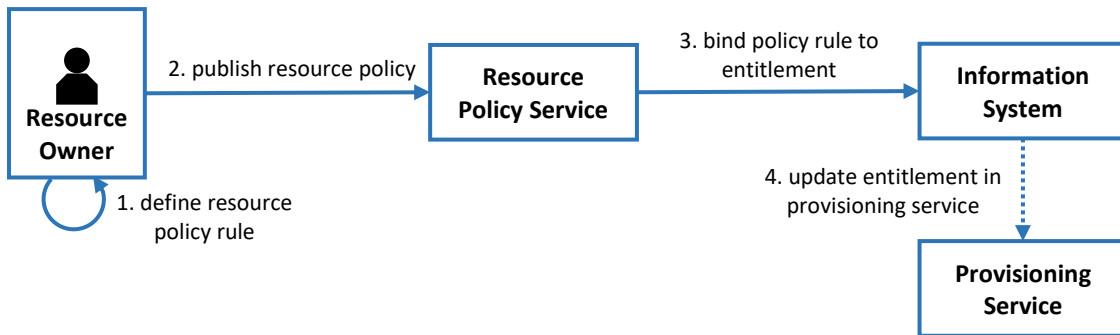 Resource
Owner
1. define resource
policy rule
2. publish resource policy
Resource
Policy Service
3. bind policy rule to
entitlement
Information
System
4. update entitlement in
provisioning service
Provisioning
Service